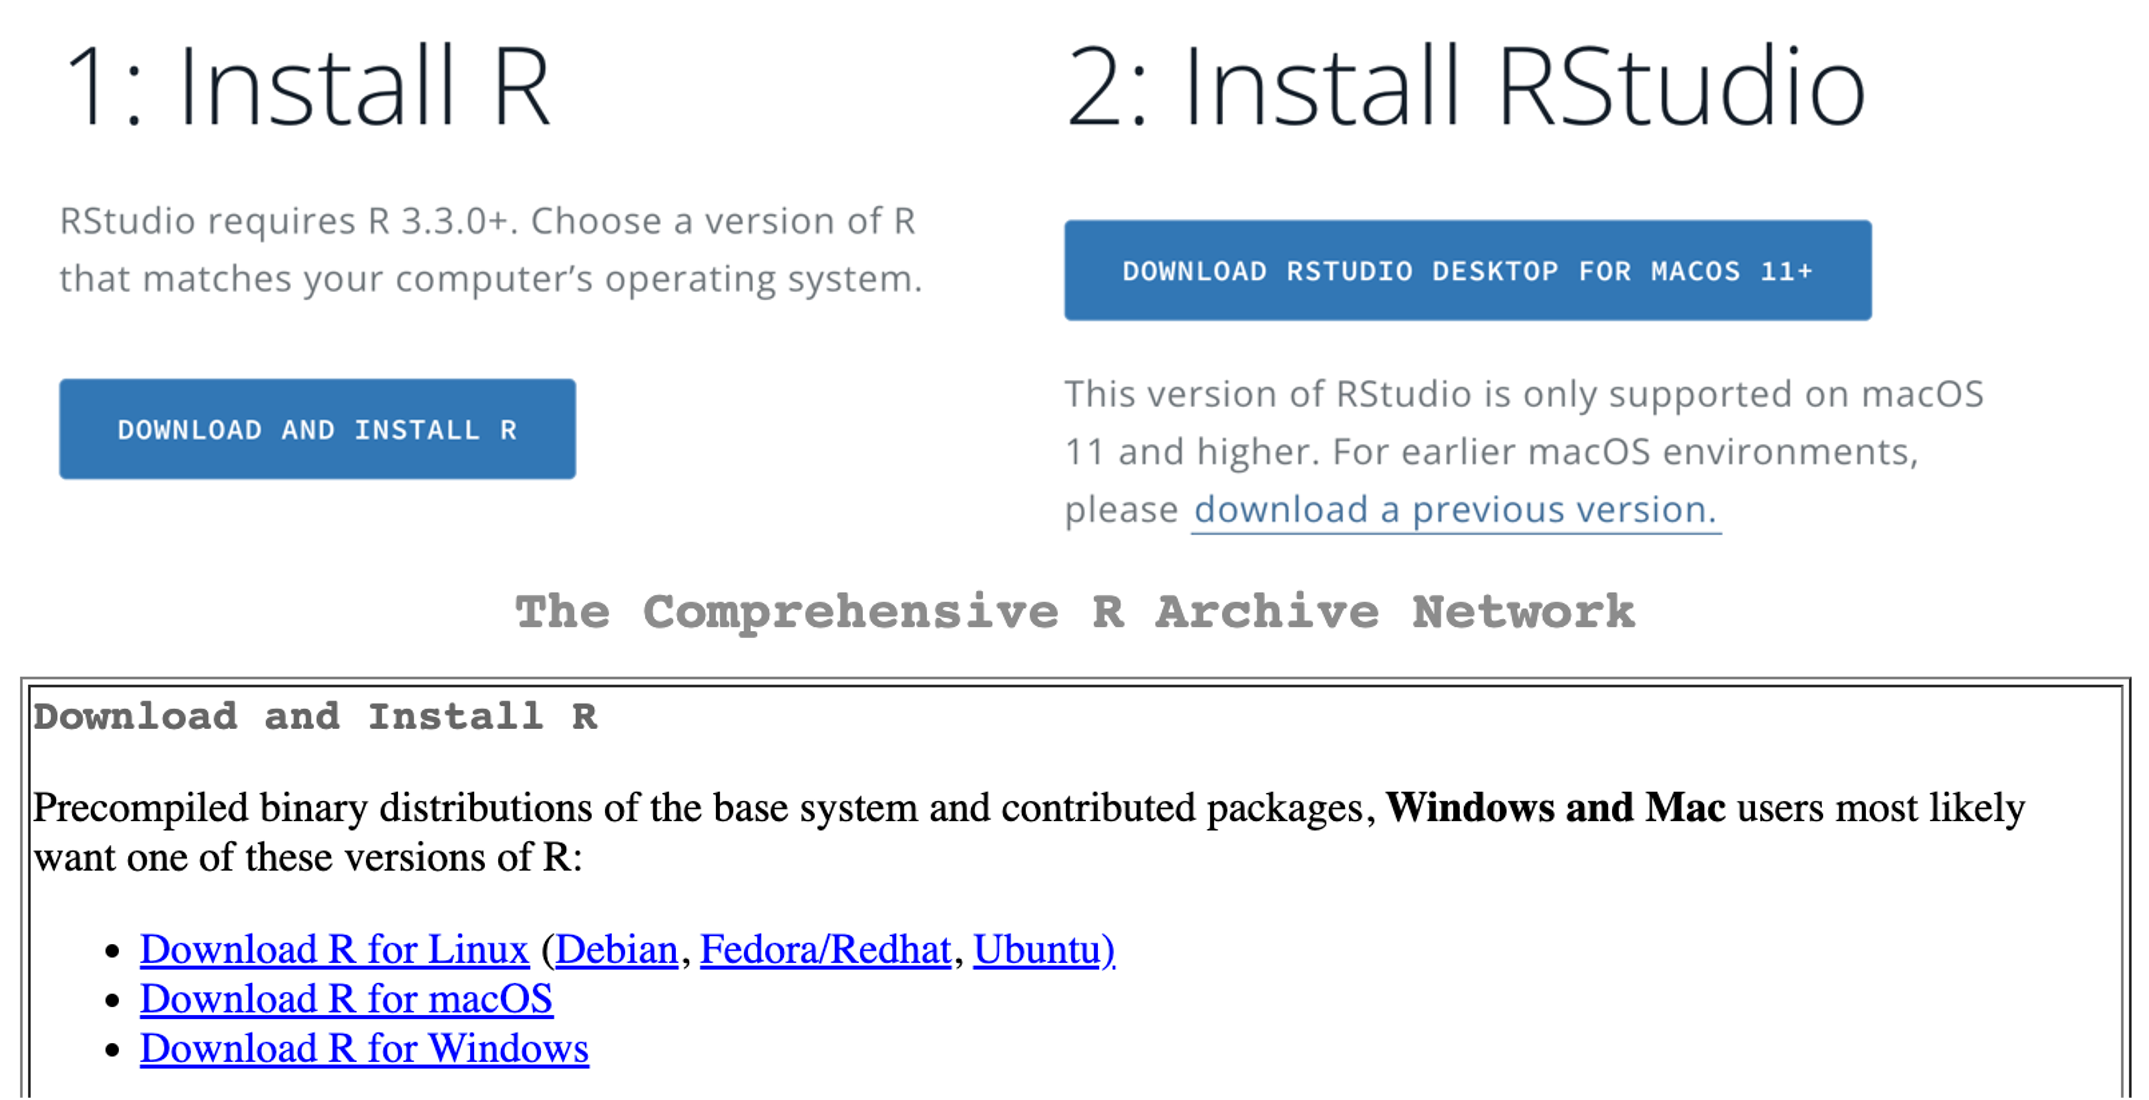 1: Install R
RStudio requires R 3.3.0+. Choose a version of R
that matches your computer’s operating system.
DOWNLOAD AND INSTALL R
2: Install RStudio
DOWNLOAD RSTUDIO DESKTOP FOR MACOS 11+
This version of RStudio is only supported on macOS
11 and higher. For earlier macOS environments,
please download a previous version.
The Comprehensive R Archive Network
Download and Install R
Precompiled binary distributions of the base system and contributed packages, Windows and Mac users most likely
want one of these versions of R:
• Download R for Linux (Debian, Fedora/Redhat, Ubuntu)
• Download R for macOS
• Download R for Windows